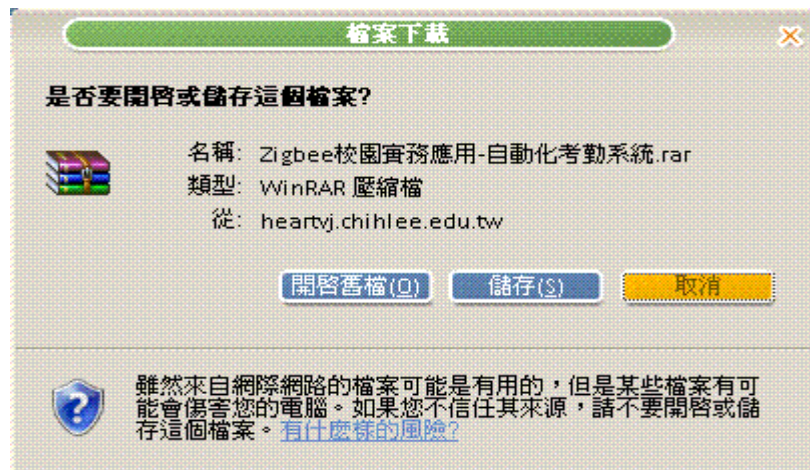 檔案下載
是否要開啟或儲存這個檔案?
名稱: Zigbee校園實務應用-自動化考勤系統.rar
類型: WinRAR 壓縮檔
從: heartvj.chihlee.edu.tw
開啟舊檔(O) 儲存(S) 取消
雖然來自網際網路的檔案可能是有用的，但是某些檔案有可
能會傷害您的電腦。如果您不信任其來源，請不要開啟或儲
存這個檔案。有什麼樣的風險?